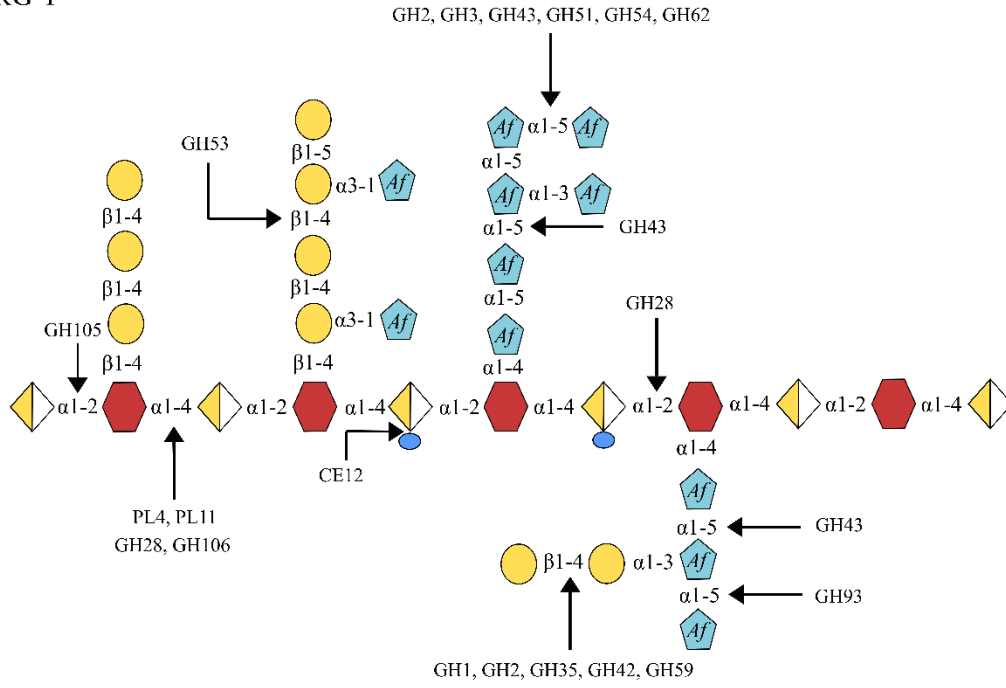 GH2, GH3, GH43, GH51, GH54, GH62
Af α1-5 Af
GH53
β1-5
α1-5
α3-1 Af
Af α1-3 Af
β1-4
β1-4
α1-5
GH43
β1-4
β1-4
Af
α1-5
GH28
GH105
α3-1 Af
Af
β1-4
β1-4
α1-4
α1-2 α1-4 α1-2 α1-4 α1-2 α1-4 α1-2 α1-4 α1-2 α1-4
α1-4
CE12
Af
PL4, PL11
GH28, GH106
α1-5
GH43
β1-4 α1-3 Af
α1-5
GH93
Af
GH1, GH2, GH35, GH42, GH59